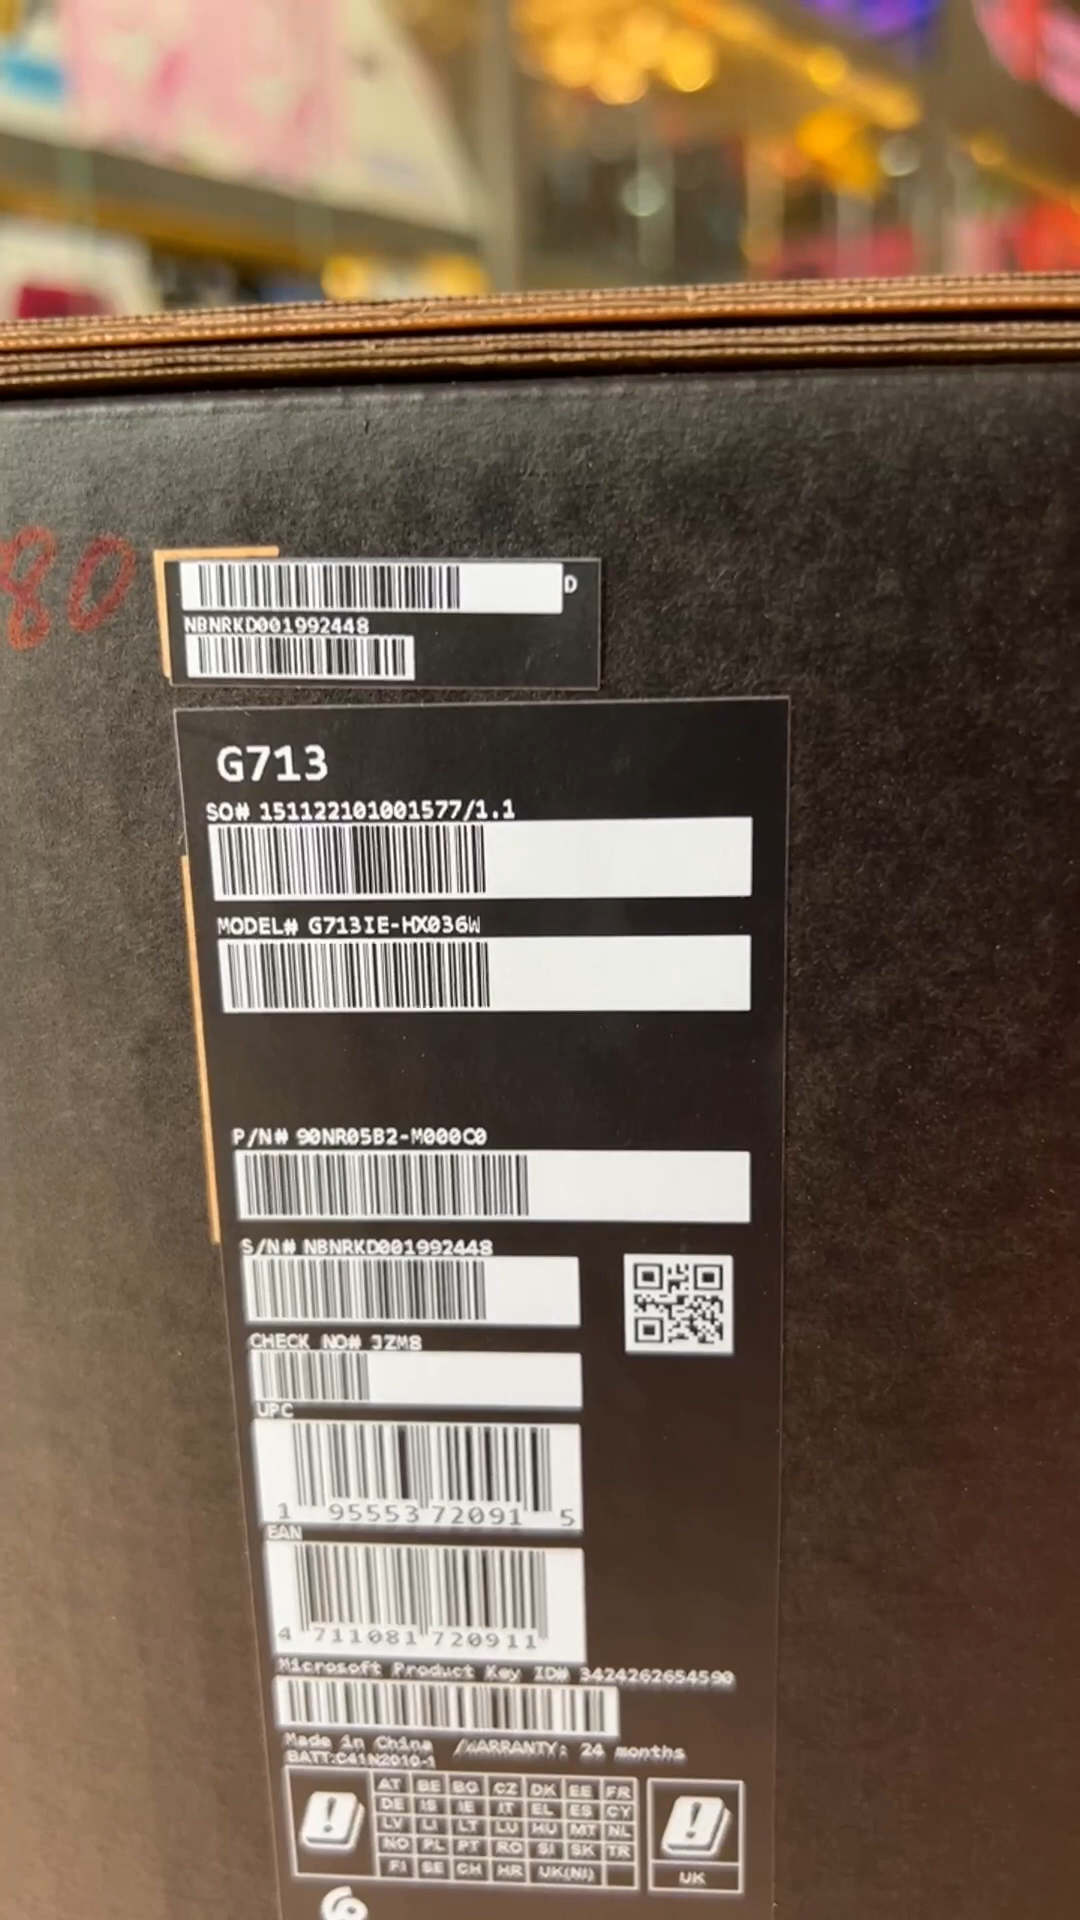 80
D
NBNRKD001992448
G713
SO# 151122101001577/1.1
MODEL# G713IE-HX036W
P/N# 90NR05B2-M000C0
S/N# NBNRKD001992448
CHECK NO# JZM8
UPC
1 95553 72091 5
EAN
4 711081 720911
Microsoft Product Key ID# 3424262654590
Made in China /WARRANTY: 24 months
BATT:C41N2010-1
AT BE BG CZ DK EE FR
DE IS IE IT EL ES CY
LV LI LT LU HU MT NL
NO PL PT RO SI SK TR
FI SE CH HR UK(NI)
UK